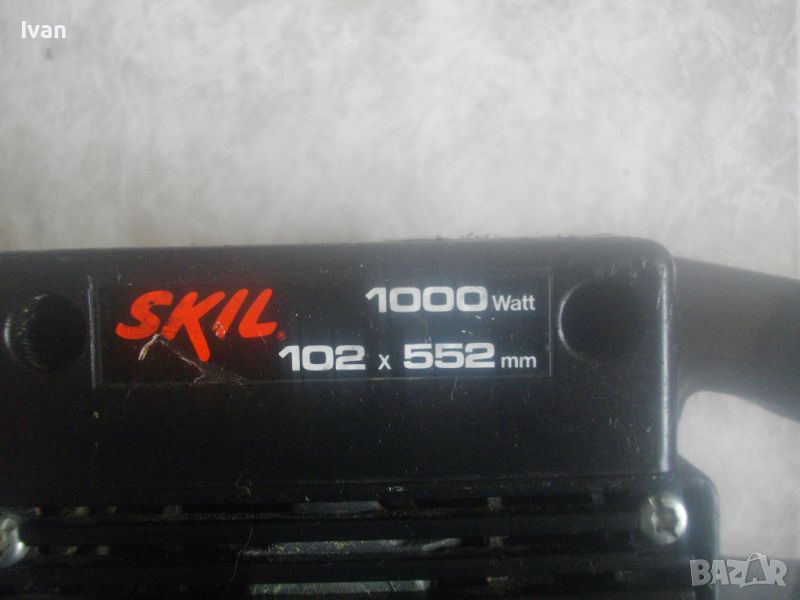 Ivan
SKIL® 1000 Watt
102 x 552 mm
BAZAR